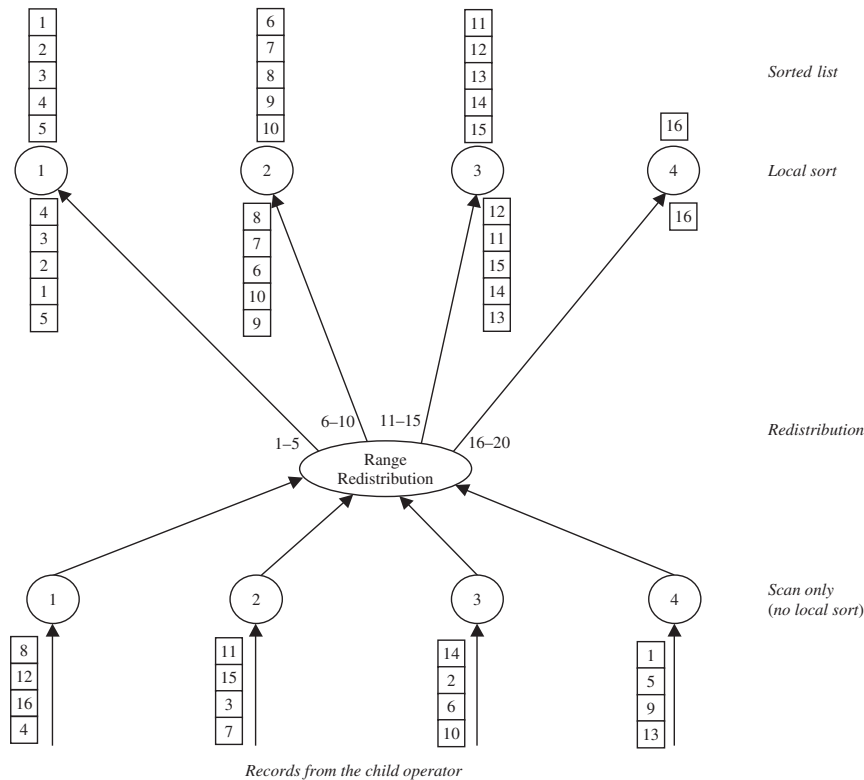 1 6 11
2 7 12
3 8 13 Sorted list
4 9 14
5 10 15 16
1 2 3 4 Local sort
4 8 12 16
3 7 11
2 6 15
1 10 14
5 9 13
6–10 11–15
1–5 16–20 Redistribution
Range
Redistribution
1 2 3 4 Scan only
(no local sort)
8 11 14 1
12 15 2 5
16 3 6 9
4 7 10 13
Records from the child operator